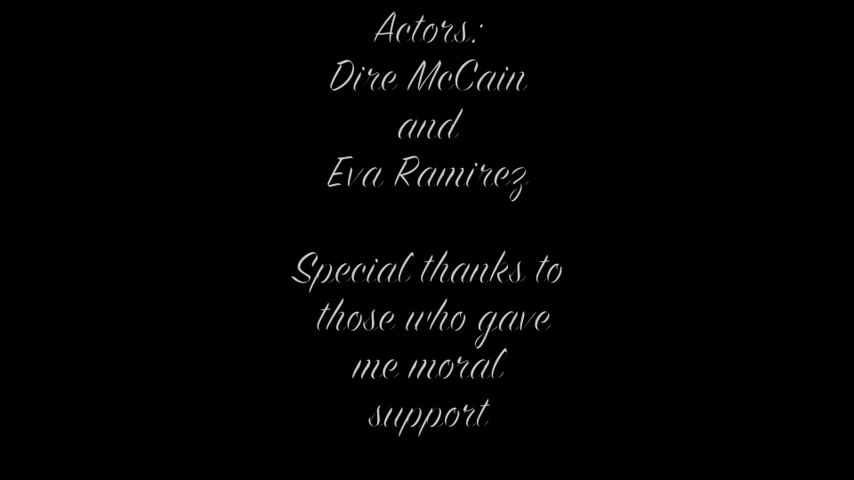 Actors:
Dire McCain
and
Eva Ramirez
Special thanks to
those who gave
me moral
support